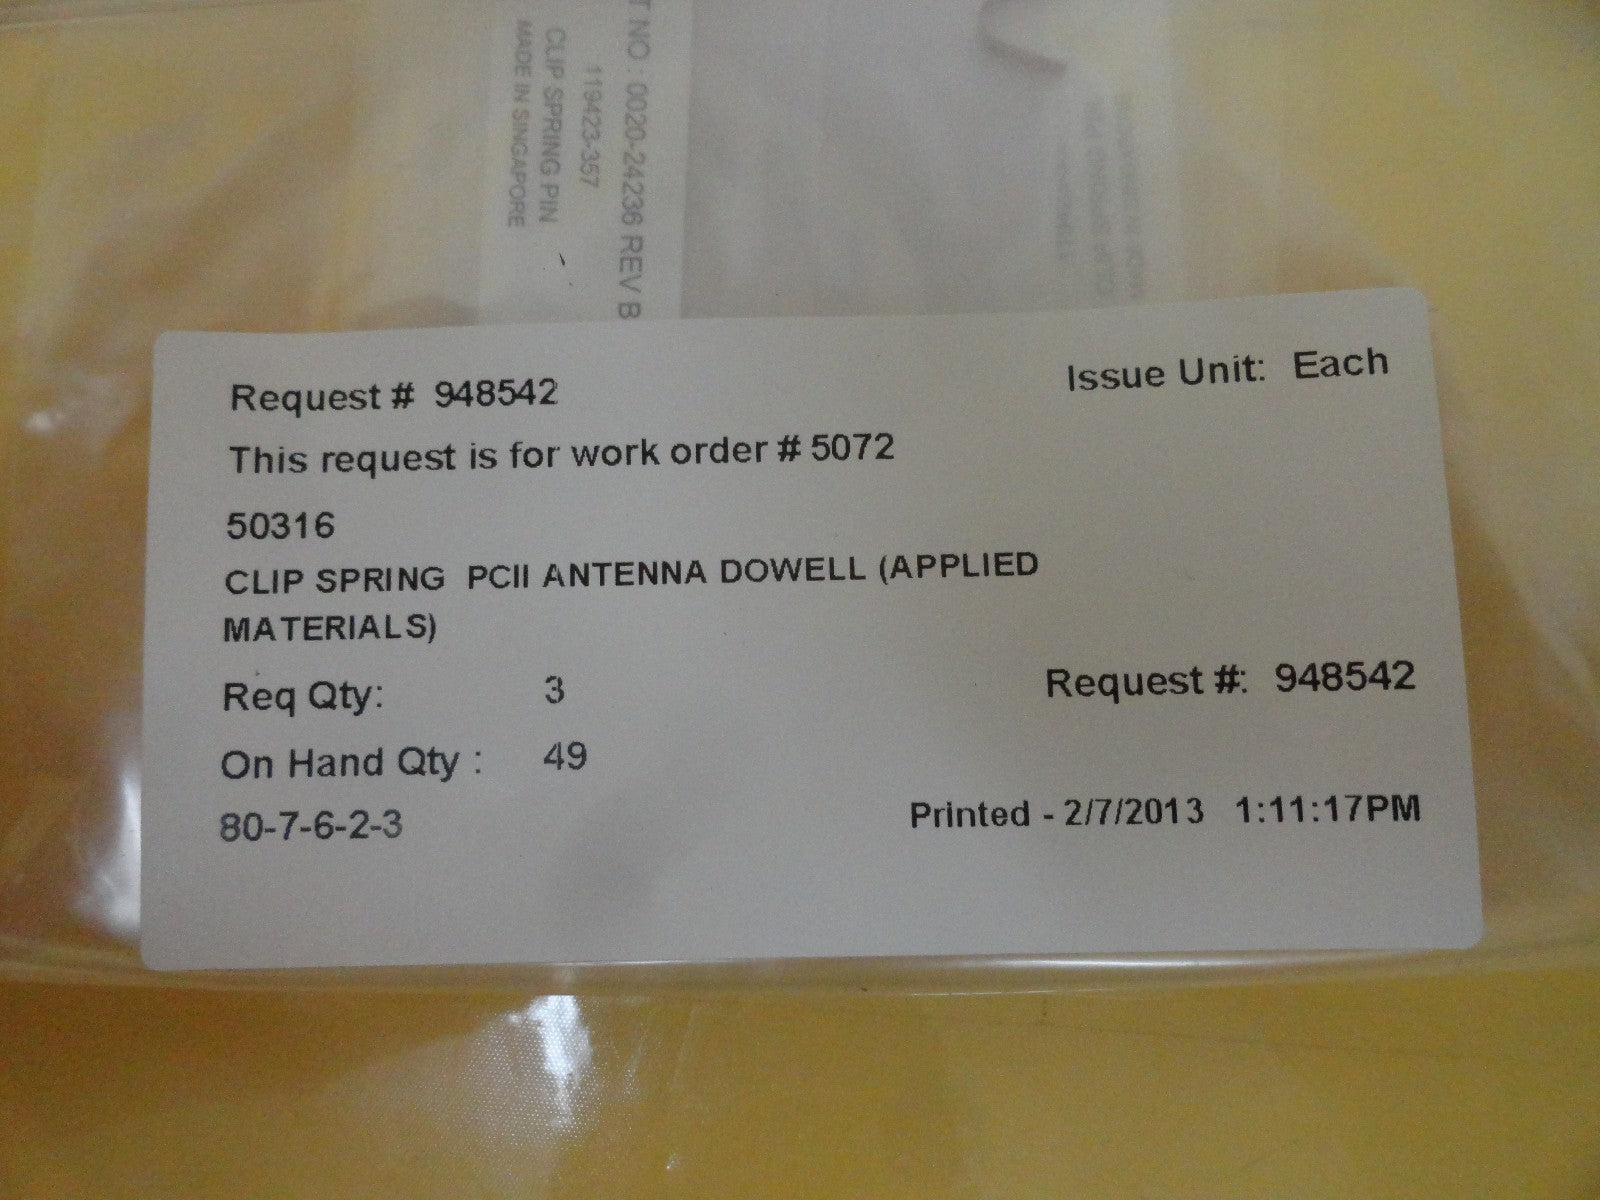 T NO : 0020-24236 REV B
119423-357
CLIP SPRING PIN
MADE IN SINGAPORE
Request # 948542 Issue Unit: Each
This request is for work order # 5072
50316
CLIP SPRING PCII ANTENNA DOWELL (APPLIED
MATERIALS)
Req Qty: 3 Request #: 948542
On Hand Qty : 49
80-7-6-2-3 Printed - 2/7/2013 1:11:17PM